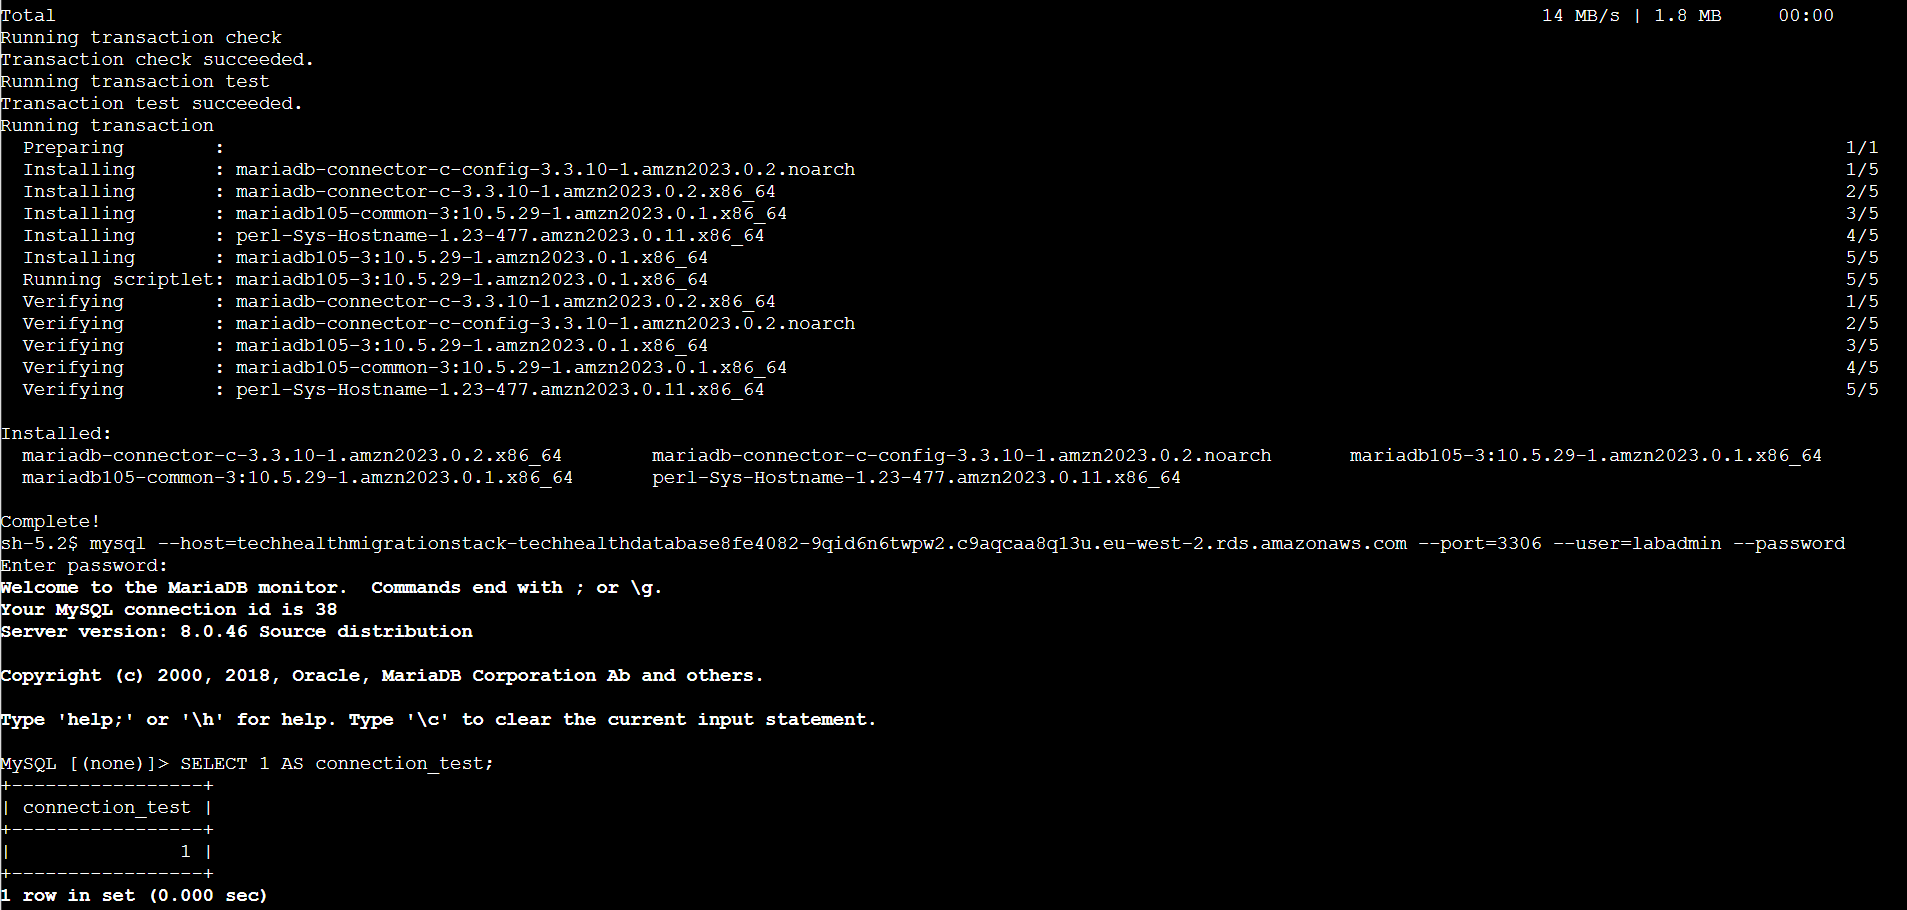 Total 14 MB/s | 1.8 MB 00:00
Running transaction check
Transaction check succeeded.
Running transaction test
Transaction test succeeded.
Running transaction
  Preparing        : 1/1
  Installing       : mariadb-connector-c-config-3.3.10-1.amzn2023.0.2.noarch 1/5
  Installing       : mariadb-connector-c-3.3.10-1.amzn2023.0.2.x86_64 2/5
  Installing       : mariadb105-common-3:10.5.29-1.amzn2023.0.1.x86_64 3/5
  Installing       : perl-Sys-Hostname-1.23-477.amzn2023.0.11.x86_64 4/5
  Installing       : mariadb105-3:10.5.29-1.amzn2023.0.1.x86_64 5/5
  Running scriptlet: mariadb105-3:10.5.29-1.amzn2023.0.1.x86_64 5/5
  Verifying        : mariadb-connector-c-3.3.10-1.amzn2023.0.2.x86_64 1/5
  Verifying        : mariadb-connector-c-config-3.3.10-1.amzn2023.0.2.noarch 2/5
  Verifying        : mariadb105-3:10.5.29-1.amzn2023.0.1.x86_64 3/5
  Verifying        : mariadb105-common-3:10.5.29-1.amzn2023.0.1.x86_64 4/5
  Verifying        : perl-Sys-Hostname-1.23-477.amzn2023.0.11.x86_64 5/5
Installed:
  mariadb-connector-c-3.3.10-1.amzn2023.0.2.x86_64 mariadb-connector-c-config-3.3.10-1.amzn2023.0.2.noarch mariadb105-3:10.5.29-1.amzn2023.0.1.x86_64
  mariadb105-common-3:10.5.29-1.amzn2023.0.1.x86_64 perl-Sys-Hostname-1.23-477.amzn2023.0.11.x86_64
Complete!
sh-5.2$ mysql --host=techhealthmigrationstack-techhealthdatabase8fe4082-9qid6n6twpw2.c9aqcaa8q13u.eu-west-2.rds.amazonaws.com --port=3306 --user=labadmin --password
Enter password:
Welcome to the MariaDB monitor.  Commands end with ; or \g.
Your MySQL connection id is 38
Server version: 8.0.46 Source distribution
Copyright (c) 2000, 2018, Oracle, MariaDB Corporation Ab and others.
Type 'help;' or '\h' for help. Type '\c' to clear the current input statement.
MySQL [(none)]> SELECT 1 AS connection_test;
+-----------------+
| connection_test |
+-----------------+
|               1 |
+-----------------+
1 row in set (0.000 sec)